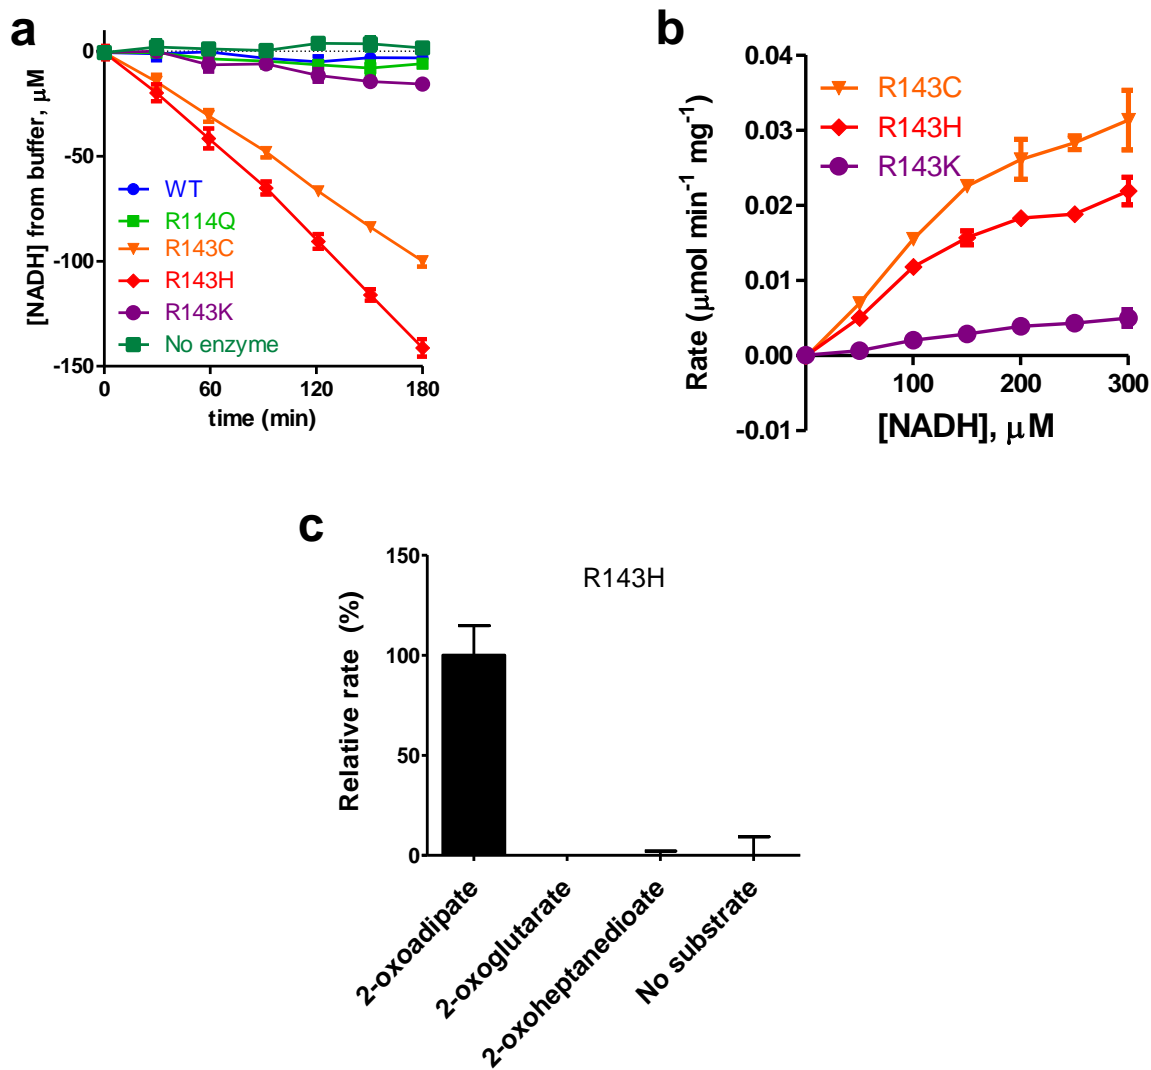 a
[NADH] from buffer, μM
0
-50
-100
-150
WT
R114Q
R143C
R143H
R143K
No enzyme
0
60
120
180
time (min)
b
Rate (μmol min⁻¹ mg⁻¹)
0.04
0.03
0.02
0.01
0.00
-0.01
R143C
R143H
R143K
100
200
300
[NADH], μM
c
Relative rate (%)
150
100
50
0
R143H
2-oxoadipate
2-oxoglutarate
2-oxoheptanedioate
No substrate